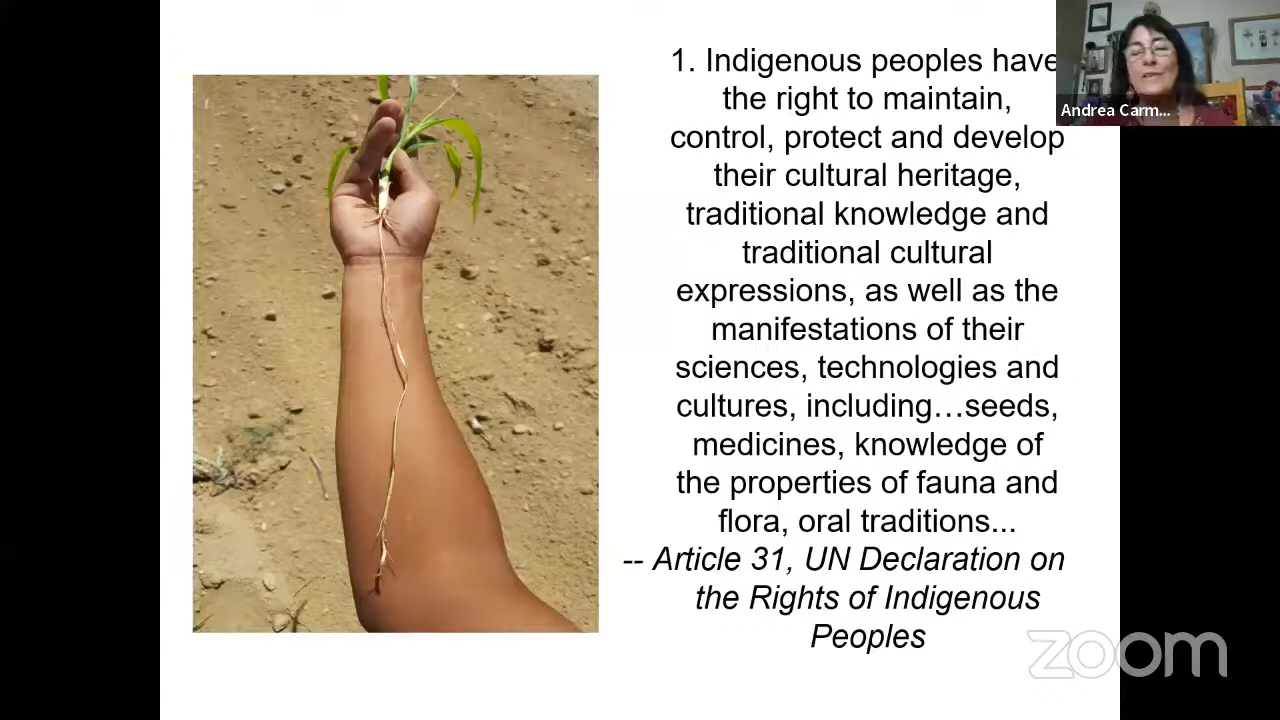 1. Indigenous peoples have
the right to maintain,
control, protect and develop
their cultural heritage,
traditional knowledge and
traditional cultural
expressions, as well as the
manifestations of their
sciences, technologies and
cultures, including…seeds,
medicines, knowledge of
the properties of fauna and
flora, oral traditions...
-- Article 31, UN Declaration on
the Rights of Indigenous
Peoples
Andrea Carm...
zoom